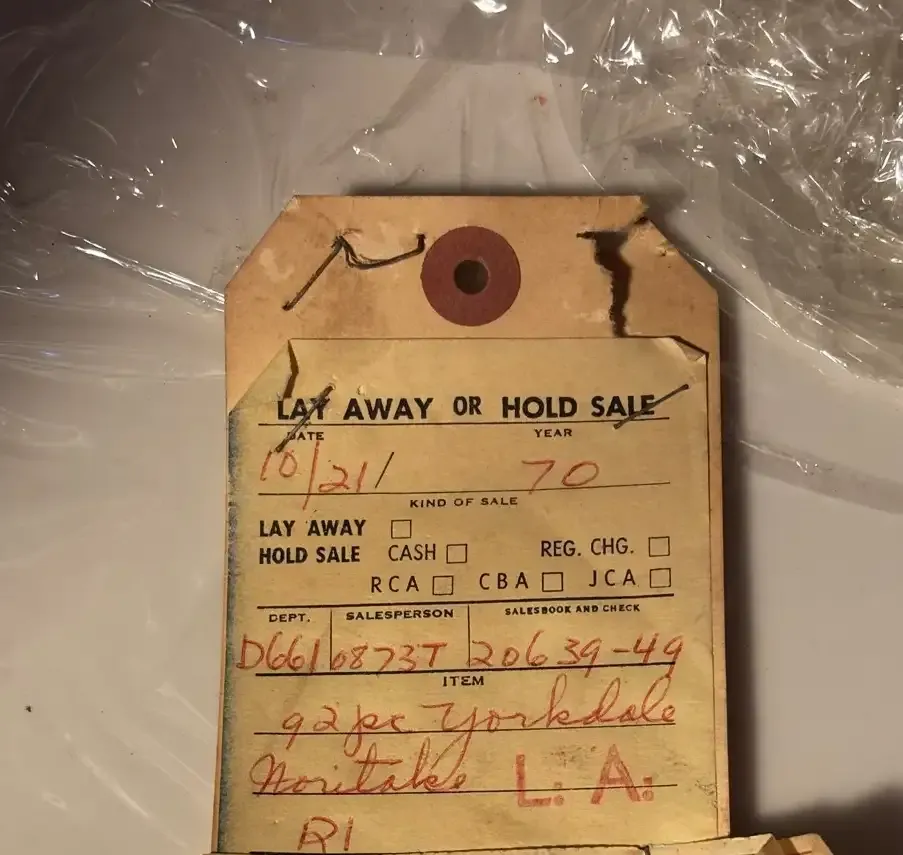 LAY AWAY OR HOLD SALE
DATE YEAR
10/21/ 70
KIND OF SALE
LAY AWAY
HOLD SALE CASH REG. CHG.
RCA CBA JCA
DEPT. SALESPERSON SALESBOOK AND CHECK
D661 0873T 20639-49
ITEM
92 pc Yorkdale
Noritake L. A.
R1